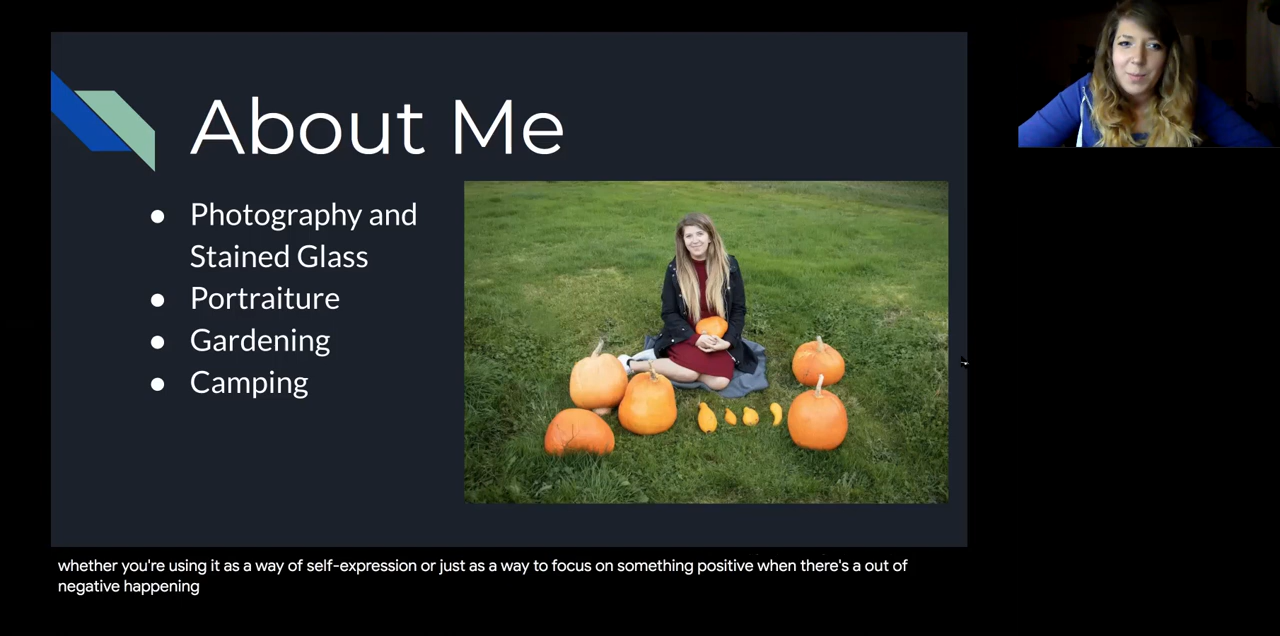 About Me
● Photography and
Stained Glass
● Portraiture
● Gardening
● Camping
whether you're using it as a way of self-expression or just as a way to focus on something positive when there's a out of
negative happening